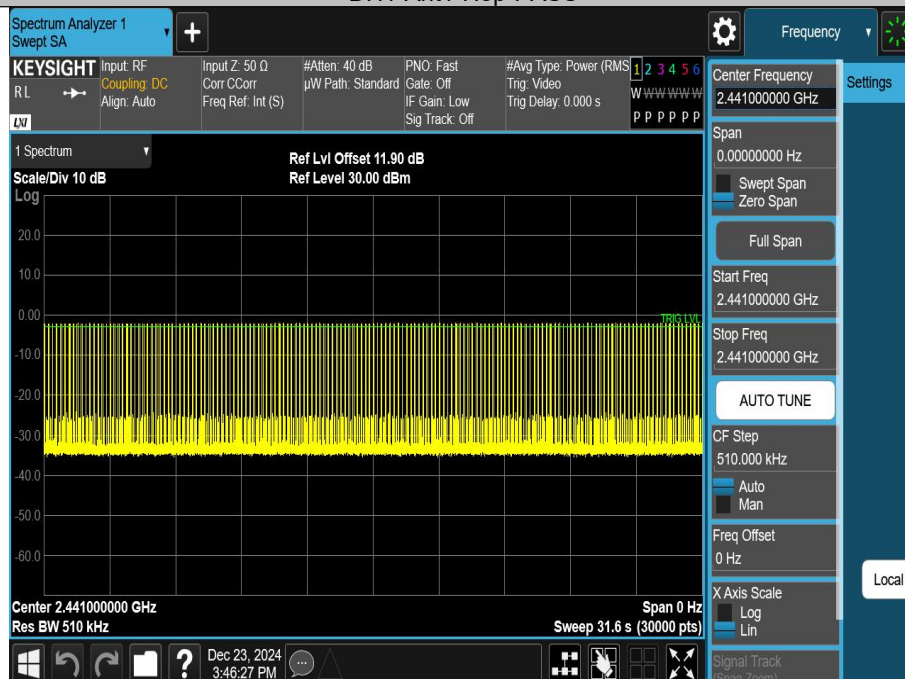 Spectrum Analyzer 1
Swept SA
Frequency
KEYSIGHT
RL
LXI
Input: RF
Coupling: DC
Align: Auto
Input Z: 50 Ω
Corr CCorr
Freq Ref: Int (S)
#Atten: 40 dB
µW Path: Standard
PNO: Fast
Gate: Off
IF Gain: Low
Sig Track: Off
#Avg Type: Power (RMS
Trig: Video
Trig Delay: 0.000 s
1 2 3 4 5 6
W W W W W W
P P P P P P
1 Spectrum
Scale/Div 10 dB
Ref Lvl Offset 11.90 dB
Ref Level 30.00 dBm
Log
20.0
10.0
0.00
TRIG LVL
-10.0
-20.0
-30.0
-40.0
-50.0
-60.0
Center 2.441000000 GHz
Res BW 510 kHz
Span 0 Hz
Sweep 31.6 s (30000 pts)
Dec 23, 2024
3:46:27 PM
Center Frequency
2.441000000 GHz
Settings
Span
0.00000000 Hz
Swept Span
Zero Span
Full Span
Start Freq
2.441000000 GHz
Stop Freq
2.441000000 GHz
AUTO TUNE
CF Step
510.000 kHz
Auto
Man
Freq Offset
0 Hz
Local
X Axis Scale
Log
Lin
Signal Track
(Span Zoom)